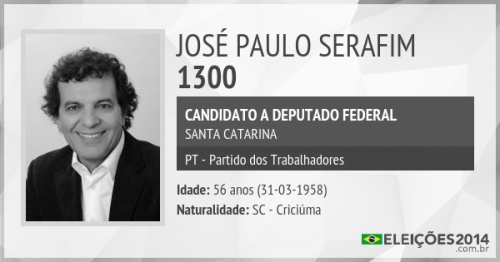 JOSÉ PAULO SERAFIM
1300
CANDIDATO A DEPUTADO FEDERAL
SANTA CATARINA
PT - Partido dos Trabalhadores
Idade: 56 anos (31-03-1958)
Naturalidade: SC - Criciúma
ELEIÇÕES2014
.com.br